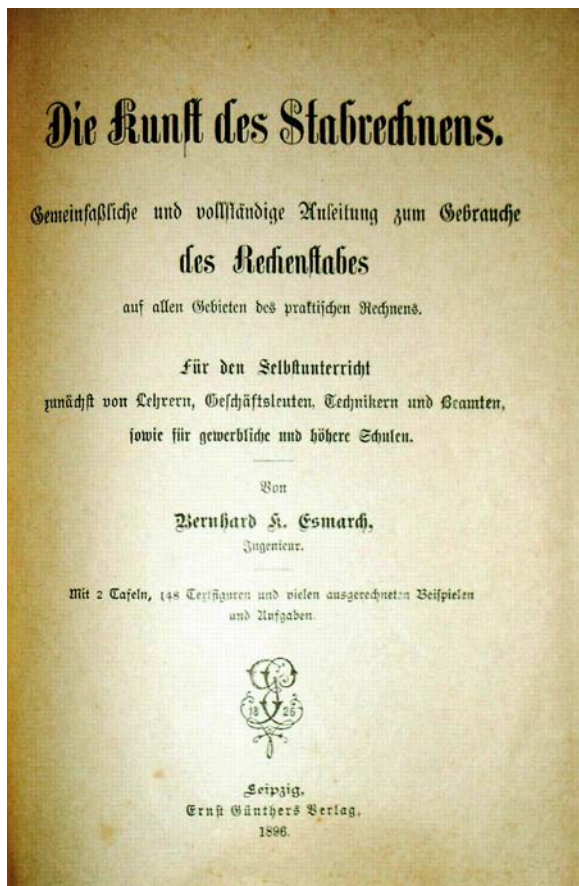 Die Kunst des Stabrechnens.
Gemeinfaßliche und vollständige Anleitung zum Gebrauche
des Rechenstabes
auf allen Gebieten des praktischen Rechnens.
Für den Selbstunterricht
zunächst von Lehrern, Geschäftsleuten, Technikern und Beamten,
sowie für gewerbliche und höhere Schulen.
Von
Bernhard K. Esmarch,
Ingenieur.
Mit 2 Tafeln, 148 Textfiguren und vielen ausgerechneten Beispielen
und Aufgaben.
18 25
Leipzig,
Ernst Günthers Verlag,
1896.